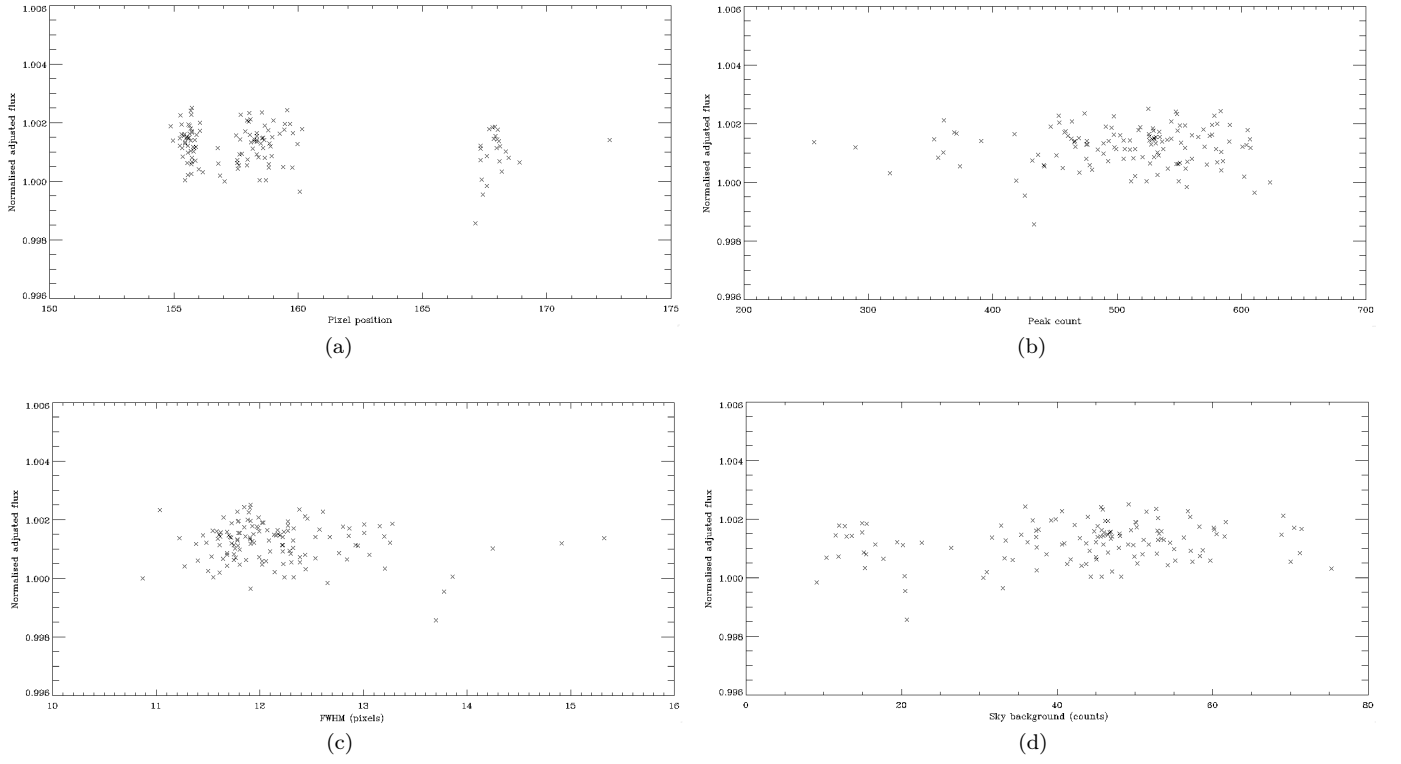 1.006
1.004
1.002
1.000
0.998
0.996
Normalised adjusted flux
150 155 160 165 170 175
Pixel position
(a)
1.006
1.004
1.002
1.000
0.998
0.996
Normalised adjusted flux
200 300 400 500 600 700
Peak count
(b)
1.006
1.004
1.002
1.000
0.998
0.996
Normalised adjusted flux
10 11 12 13 14 15 16
FWHM (pixels)
(c)
1.006
1.004
1.002
1.000
0.998
0.996
Normalised adjusted flux
0 20 40 60 80
Sky background (counts)
(d)